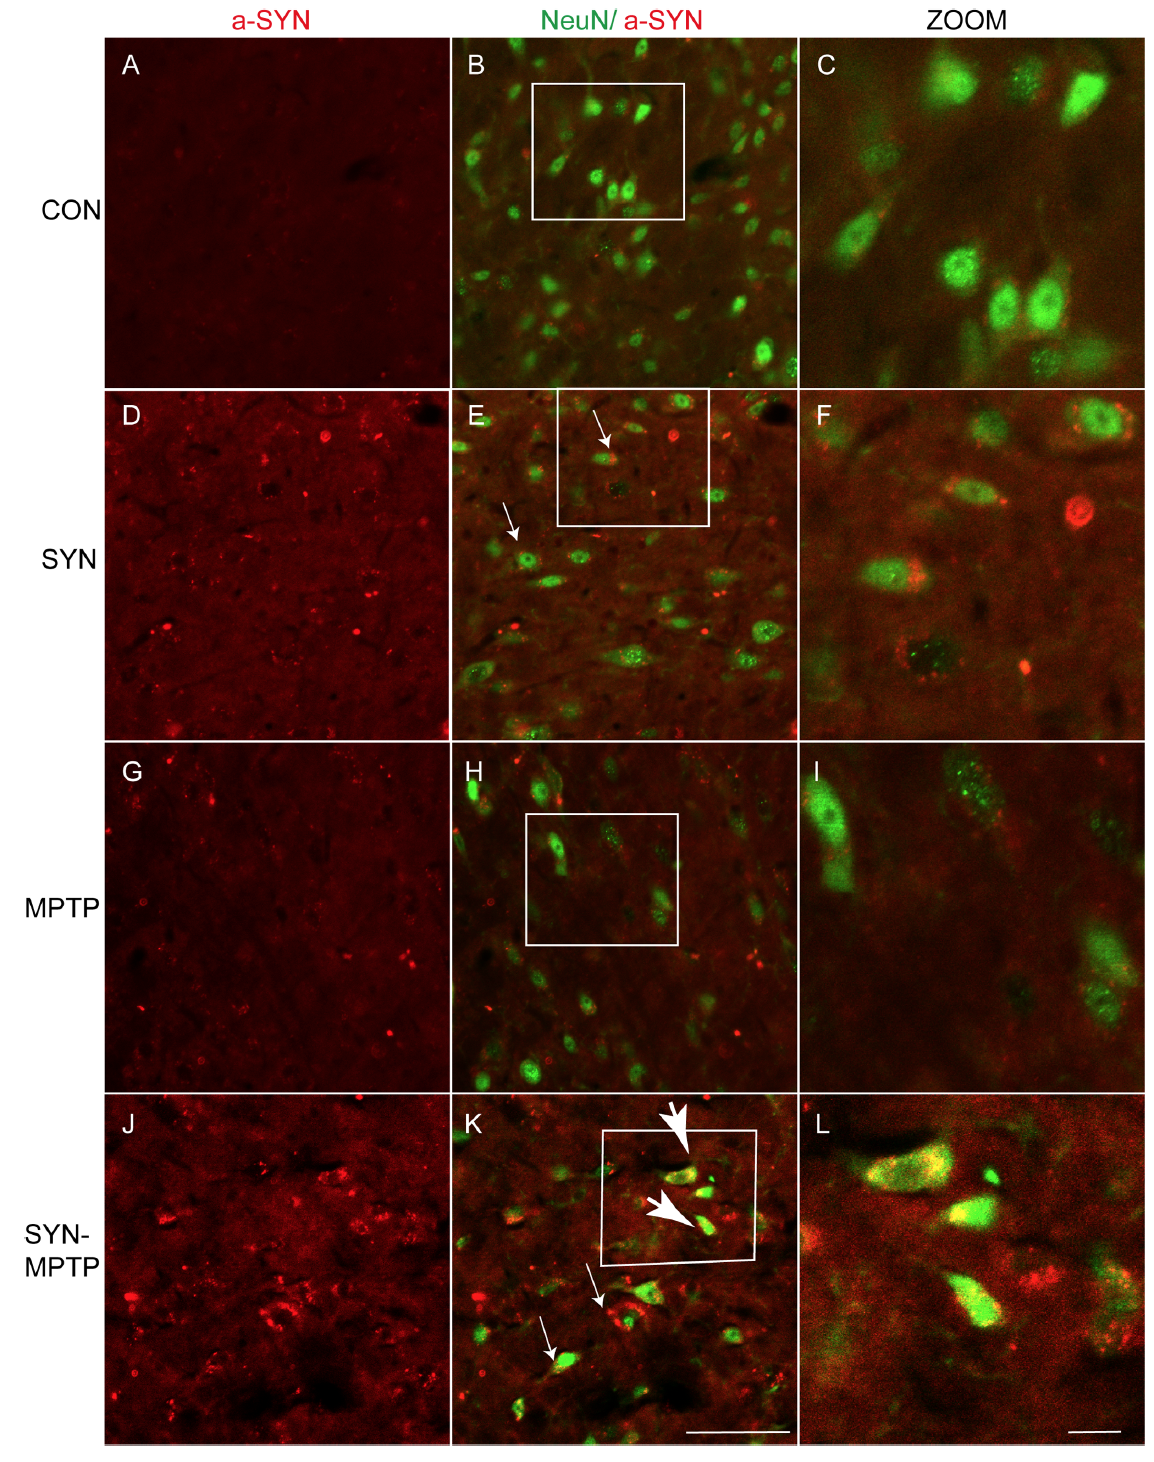 a-SYN NeuN/ a-SYN ZOOM
CON A B C
SYN D E F
MPTP G H I
J K L
SYN-
MPTP